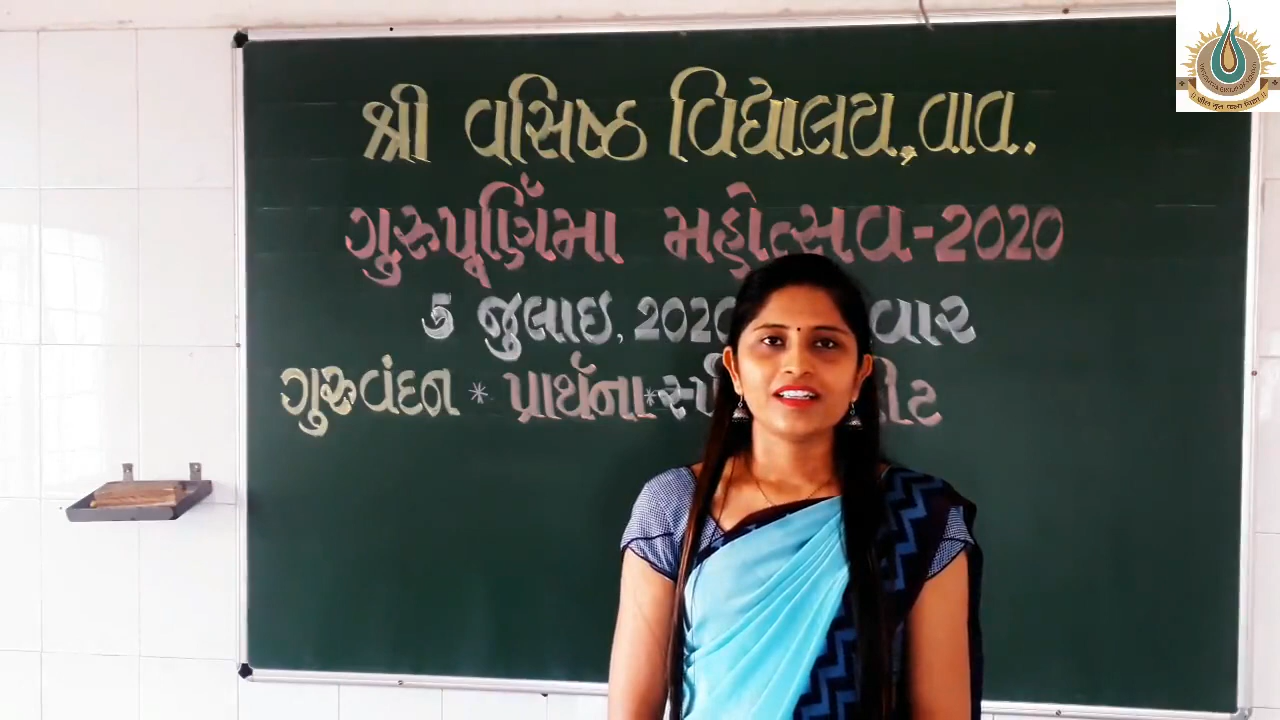 શ્રી વસિષ્ઠ વિદ્યાલય, વાવ.
ગુરુપૂર્ણિમા મહોત્સવ-2020
5 જુલાઇ, 2020
ગુરુવંદન * પ્રાર્થના *